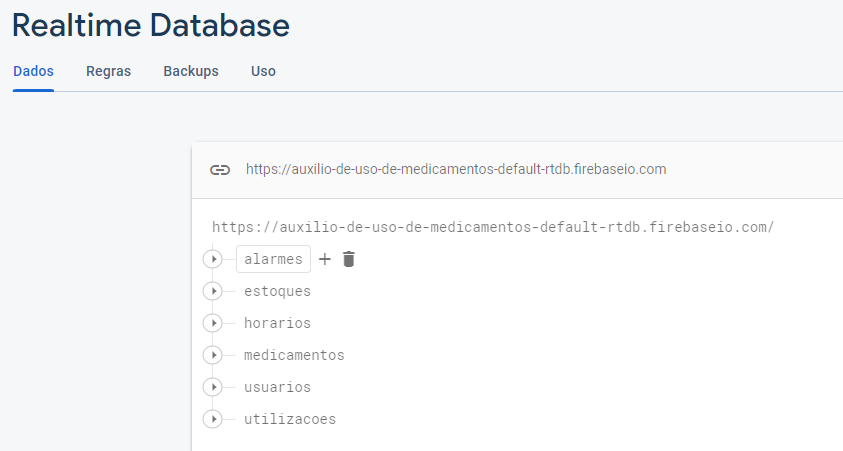 Realtime Database
Dados Regras Backups Uso
https://auxilio-de-uso-de-medicamentos-default-rtdb.firebaseio.com
https://auxilio-de-uso-de-medicamentos-default-rtdb.firebaseio.com/
alarmes
estoques
horarios
medicamentos
usuarios
utilizacoes